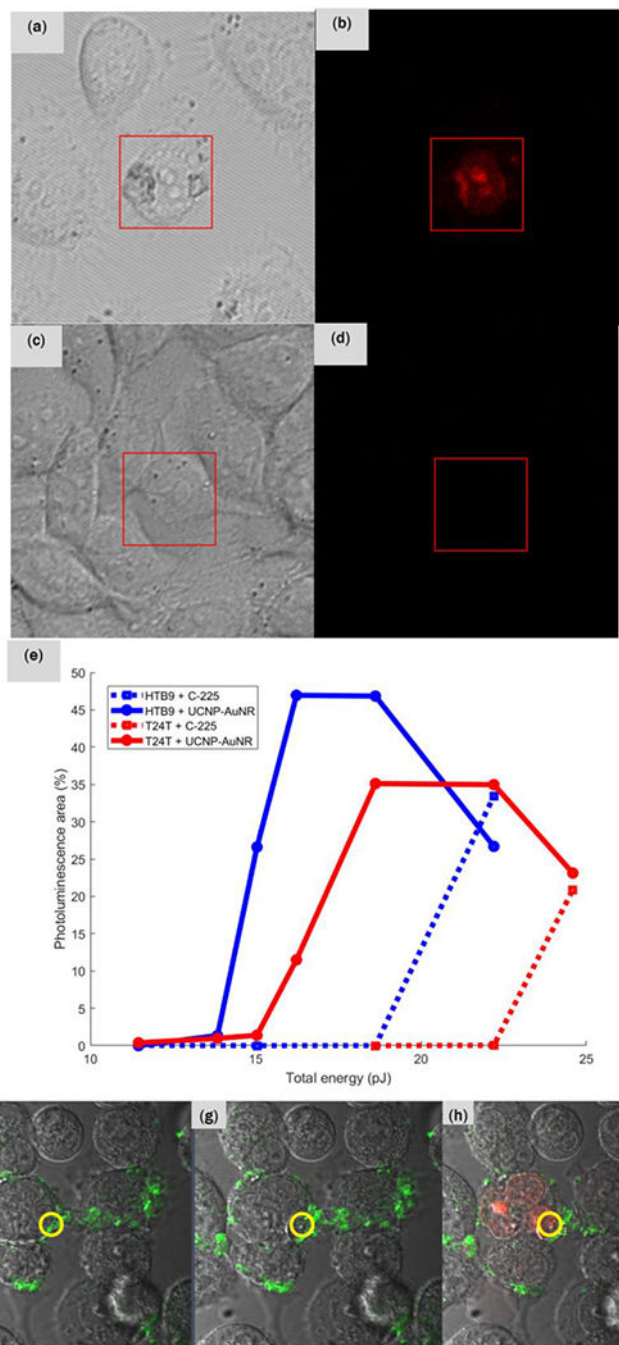 (a)
(b)
(c)
(d)
(e)
50
45
40
35
30
25
20
15
10
5
0
Photoluminescence area (%)
HTB9 + C-225
HTB9 + UCNP-AuNR
T24T + C-225
T24T + UCNP-AuNR
10 15 20 25
Total energy (pJ)
(g)
(h)